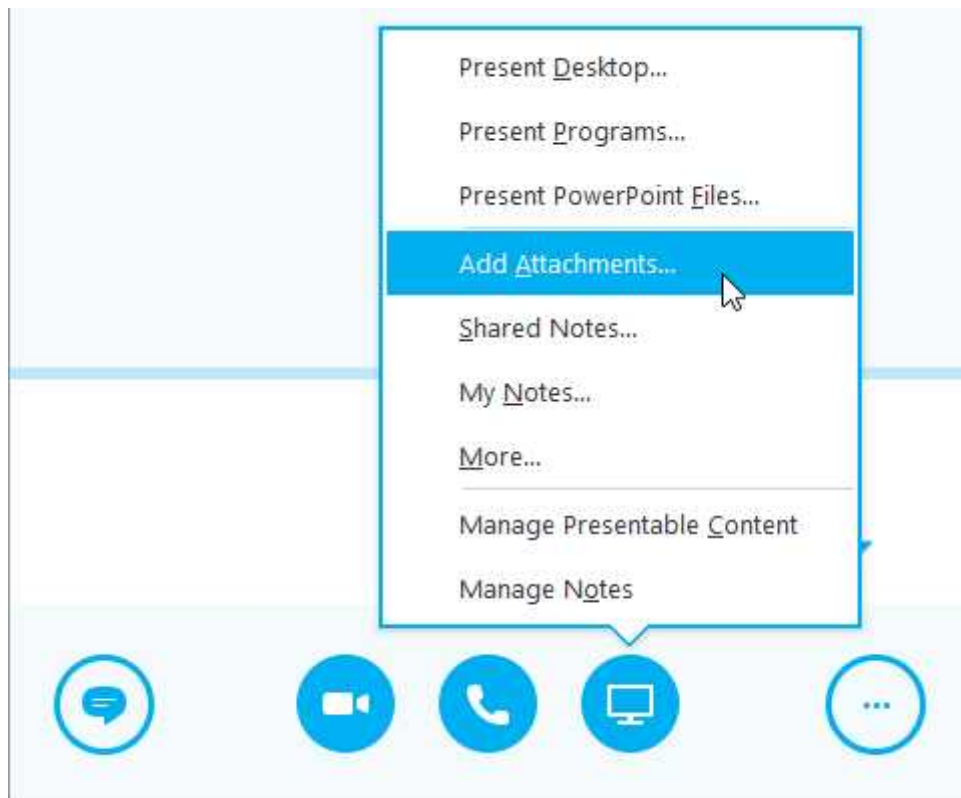 Present Desktop...
Present Programs...
Present PowerPoint Files...
Add Attachments...
Shared Notes...
My Notes...
More...
Manage Presentable Content
Manage Notes